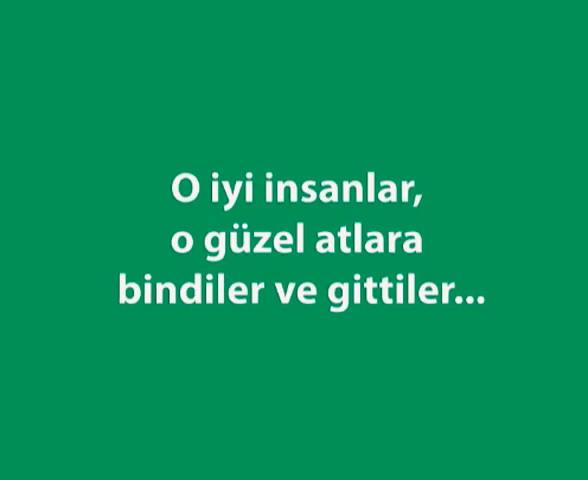 O iyi insanlar,
o güzel atlara
bindiler ve gittiler...